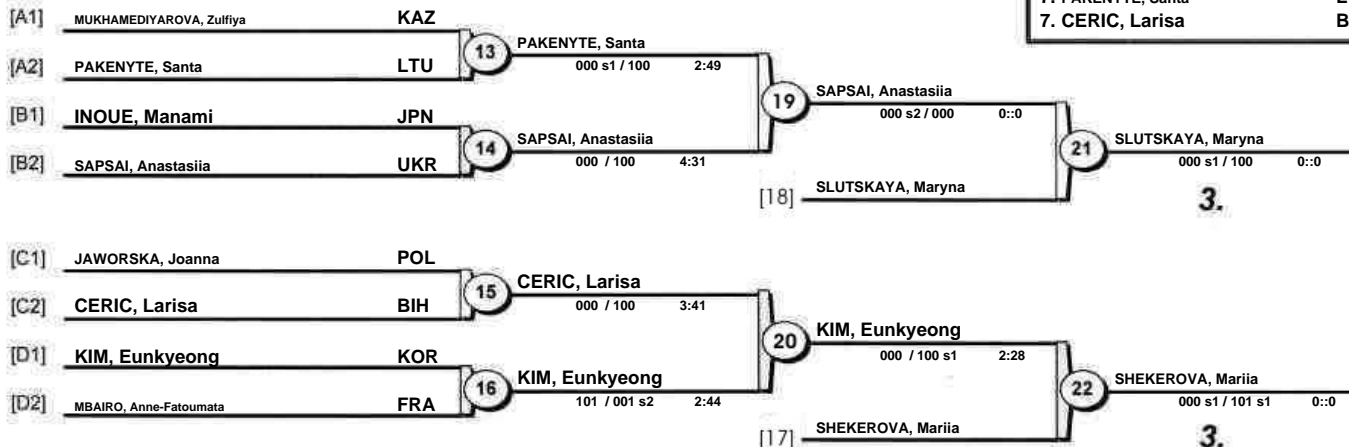 7. PAKENYTE, Santa
7. CERIC, Larisa B
[A1] MUKHAMEDIYAROVA, Zulfiya KAZ
13 PAKENYTE, Santa
000 s1 / 100 2:49
[A2] PAKENYTE, Santa LTU
19 SAPSAI, Anastasiia
000 s2 / 000 0::0
[B1] INOUE, Manami JPN
14 SAPSAI, Anastasiia
000 / 100 4:31
[B2] SAPSAI, Anastasiia UKR
21 SLUTSKAYA, Maryna
000 s1 / 100 0::0
[18] SLUTSKAYA, Maryna
3.
[C1] JAWORSKA, Joanna POL
15 CERIC, Larisa
000 / 100 3:41
[C2] CERIC, Larisa BIH
20 KIM, Eunkyeong
000 / 100 s1 2:28
[D1] KIM, Eunkyeong KOR
16 KIM, Eunkyeong
101 / 001 s2 2:44
[D2] MBAIRO, Anne-Fatoumata FRA
22 SHEKEROVA, Mariia
000 s1 / 101 s1 0::0
[17] SHEKEROVA, Mariia
3.